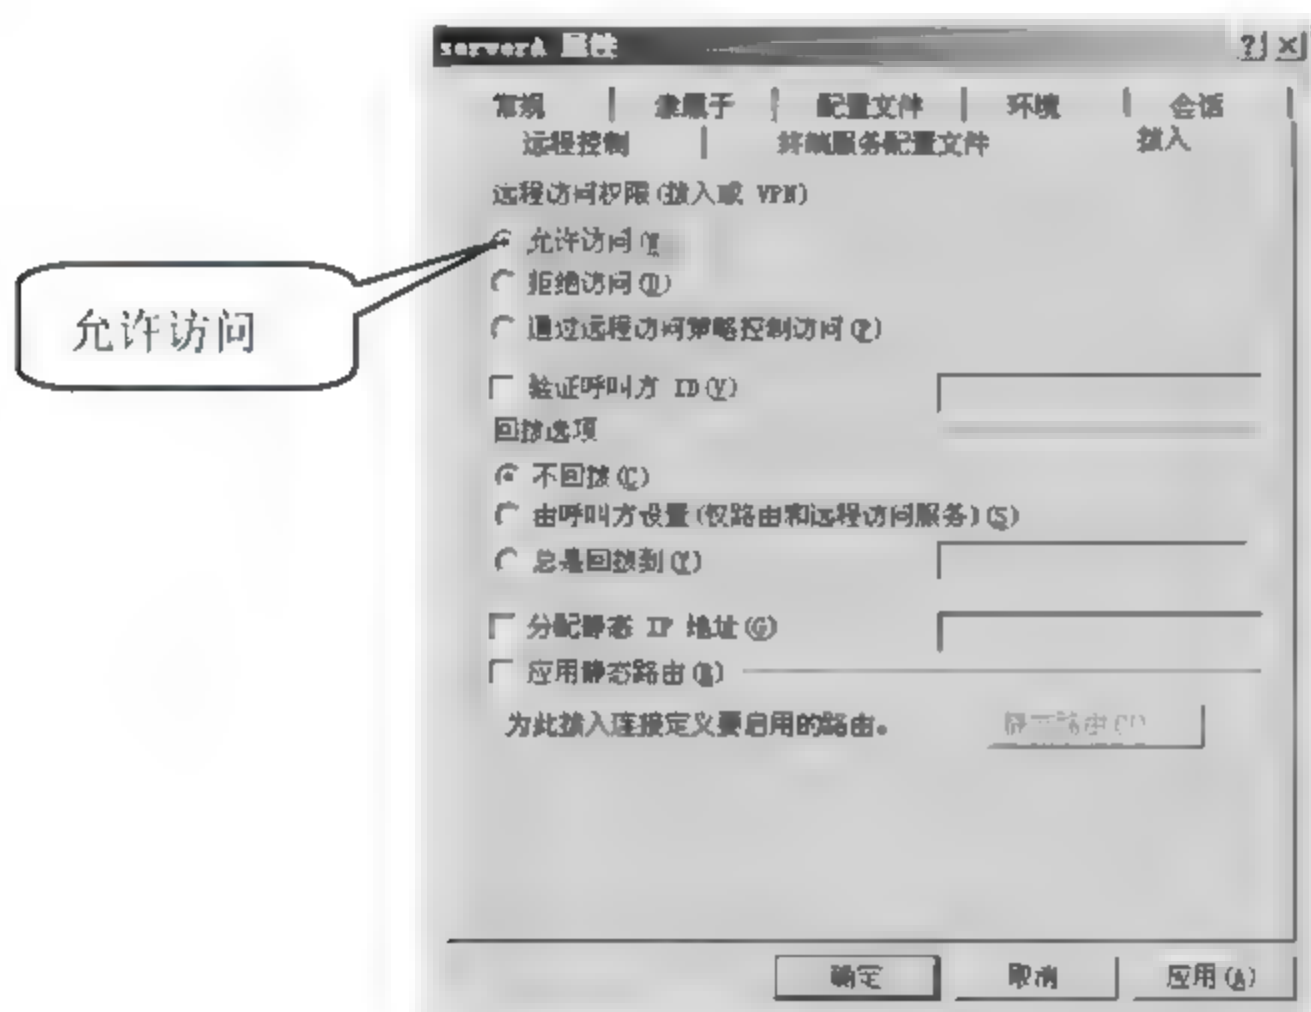 serverA 属性
常规 隶属于 配置文件 环境 会话
远程控制 终端服务配置文件 拨入
远程访问权限(拨入或 VPN)
允许访问(W
允许访问
拒绝访问(D)
通过远程访问策略控制访问(P)
验证呼叫方 ID(V)
回拨选项
不回拨(C)
由呼叫方设置(仅路由和远程访问服务)(S)
总是回拨到(Y)
分配静态 IP 地址(G)
应用静态路由(R)
为此拨入连接定义要启用的路由。
确定 取消 应用(A)